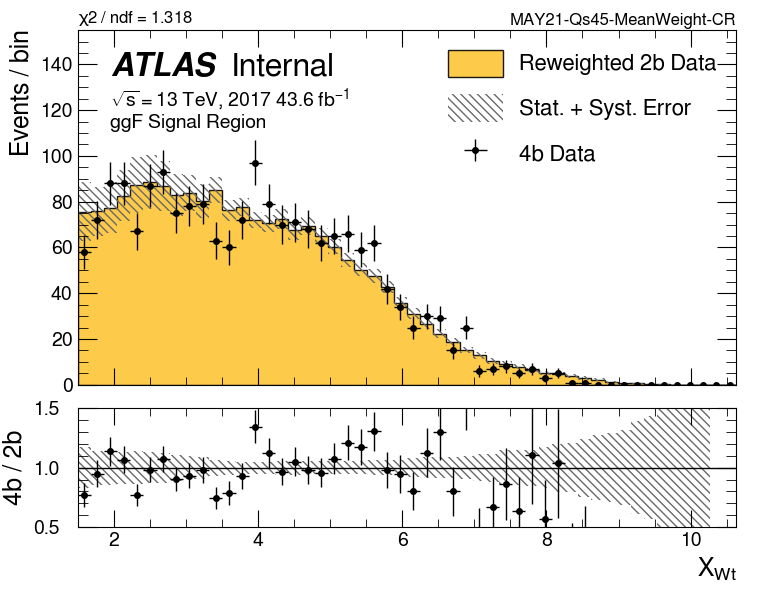 χ² / ndf = 1.318
MAY21-Qs45-MeanWeight-CR
Events / bin
140
120
100
80
60
40
20
0
ATLAS Internal
√s = 13 TeV, 2017 43.6 fb⁻¹
ggF Signal Region
Reweighted 2b Data
Stat. + Syst. Error
4b Data
4b / 2b
1.5
1.0
0.5
2 4 6 8 10
X_Wt